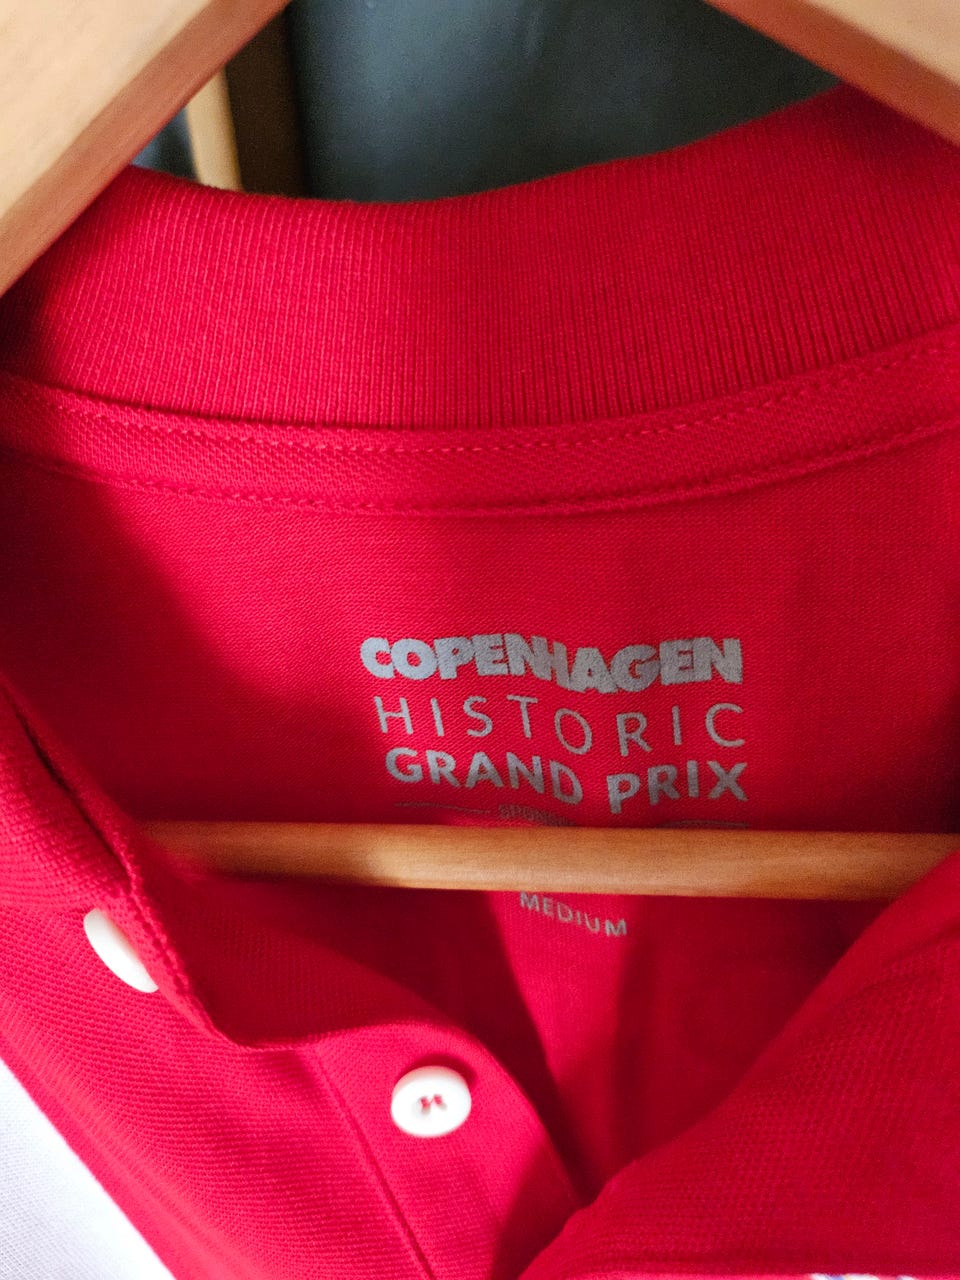 COPENHAGEN
HISTORIC
GRAND PRIX
MEDIUM